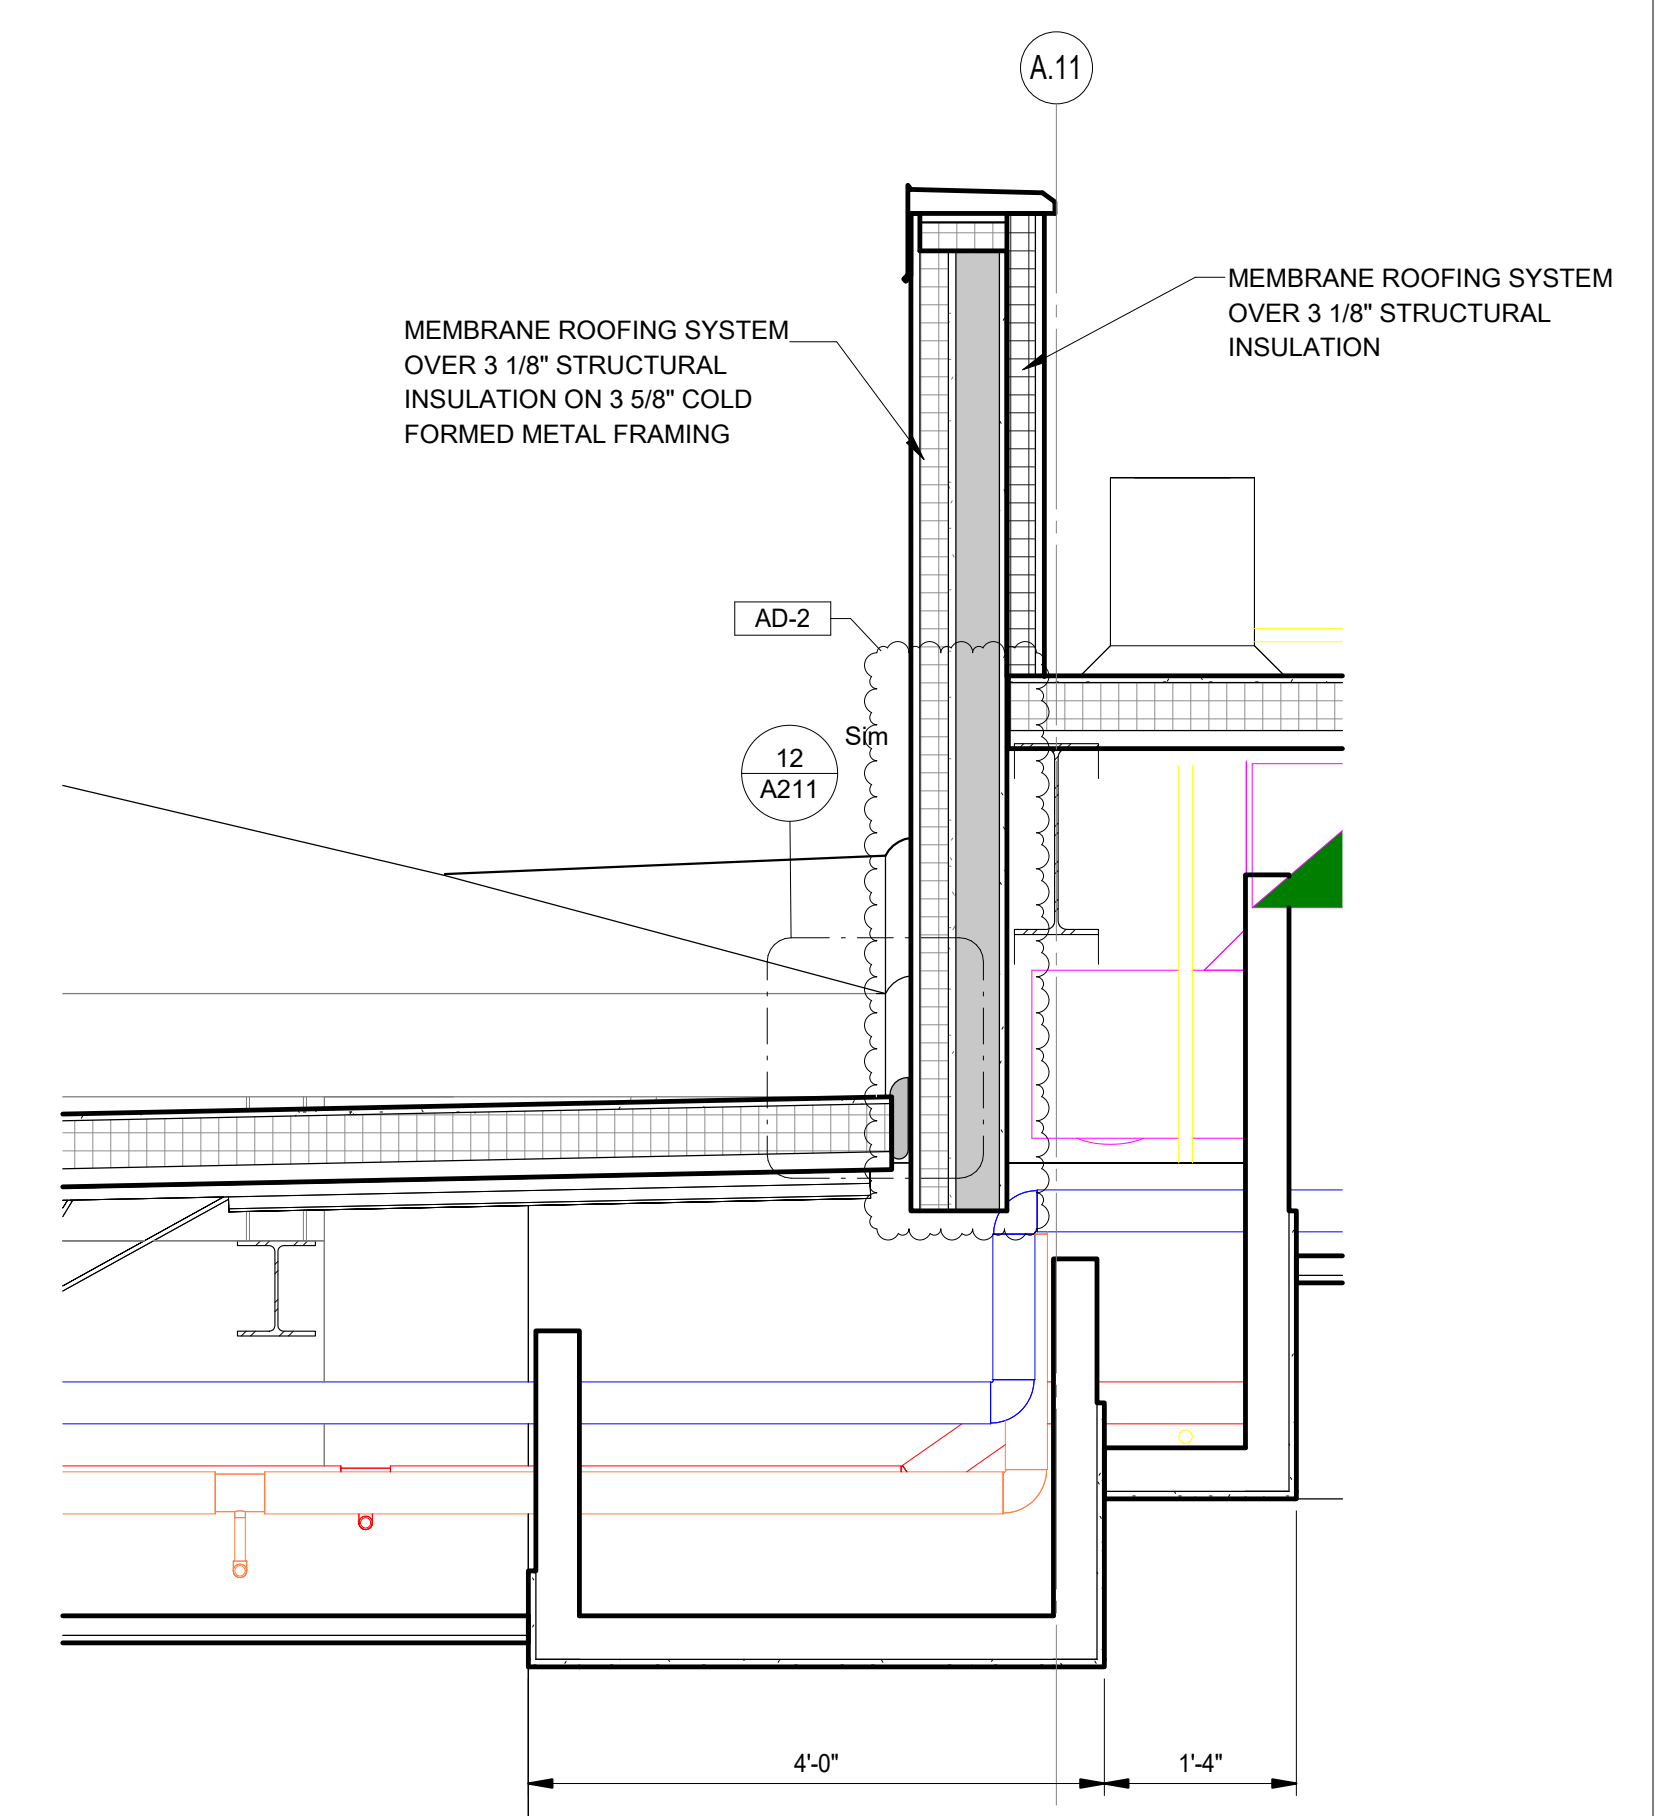 A.11
MEMBRANE ROOFING SYSTEM
OVER 3 1/8" STRUCTURAL
INSULATION
MEMBRANE ROOFING SYSTEM
OVER 3 1/8" STRUCTURAL
INSULATION ON 3 5/8" COLD
FORMED METAL FRAMING
AD-2
Sim
12
A211
4'-0"
1'-4"